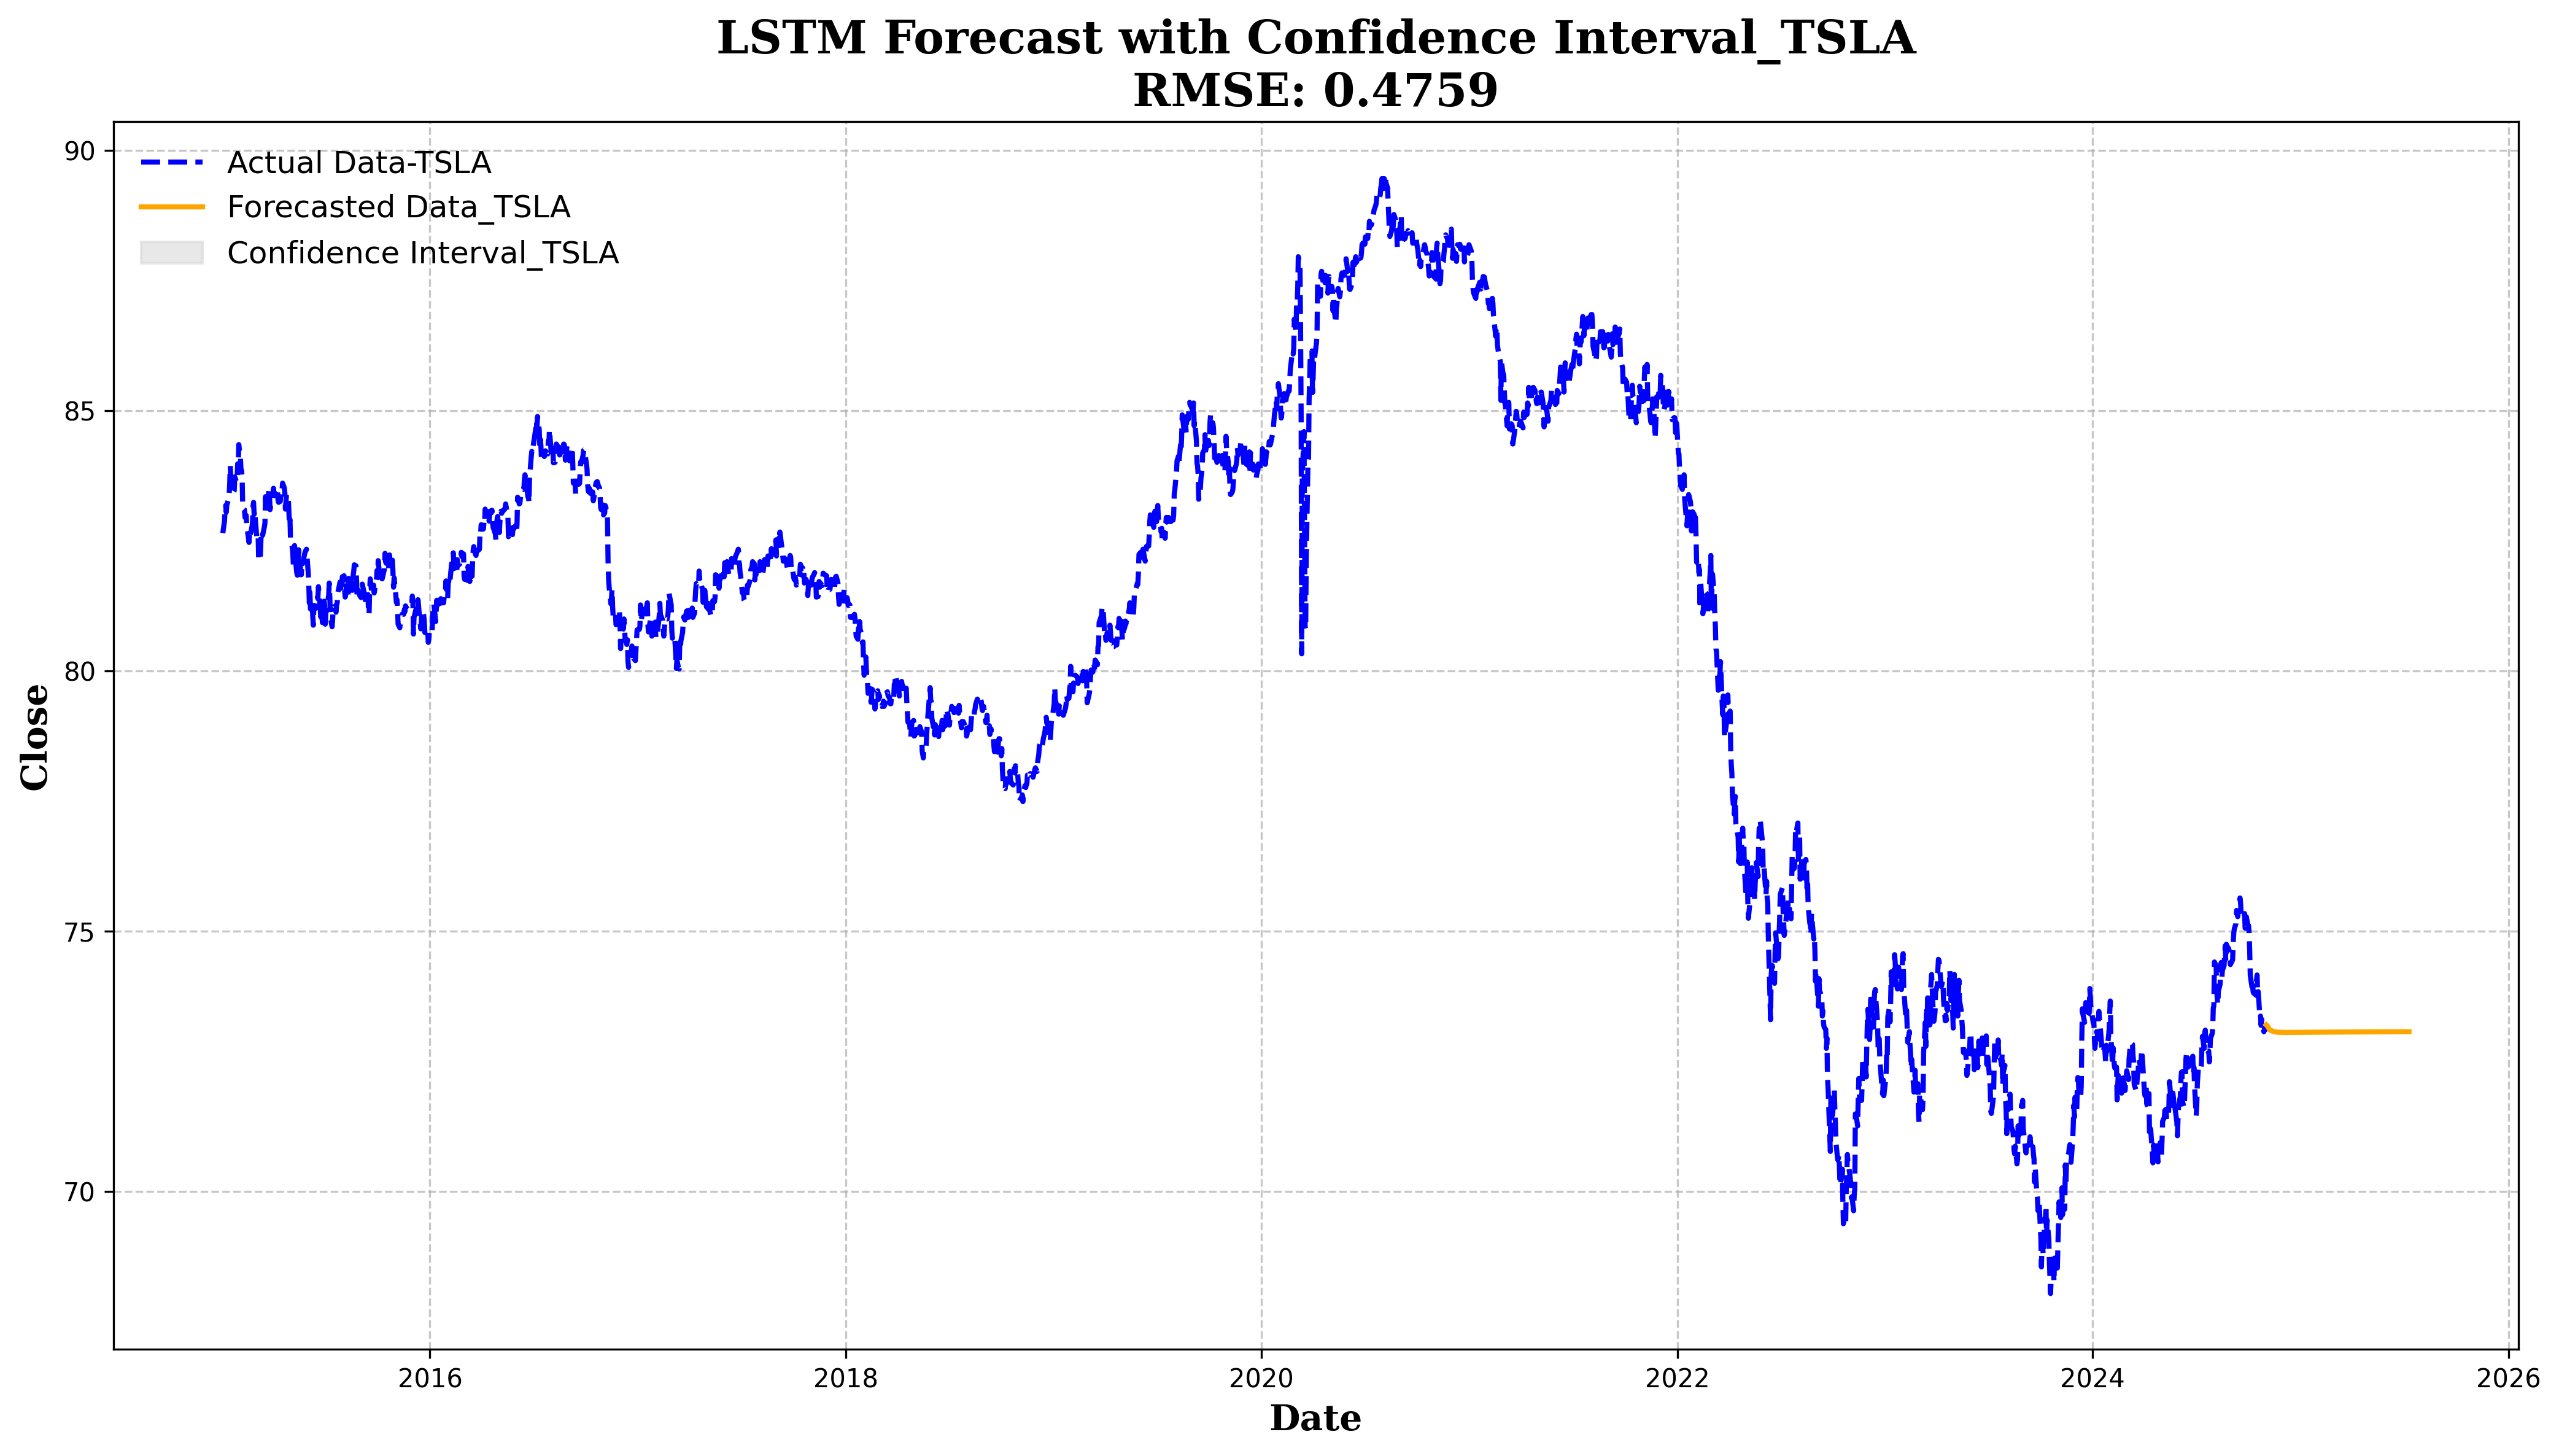 LSTM Forecast with Confidence Interval_TSLA
RMSE: 0.4759
Actual Data-TSLA
Forecasted Data_TSLA
Confidence Interval_TSLA
Close
90
85
80
75
70
2016
2018
2020
2022
2024
2026
Date